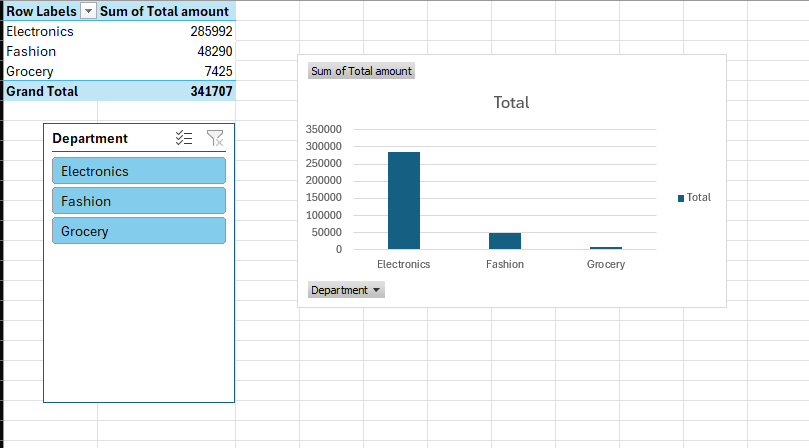 Row Labels Sum of Total amount
Electronics 285992
Fashion 48290
Grocery 7425
Grand Total 341707
Department
Electronics
Fashion
Grocery
Sum of Total amount
Total
350000
300000
250000
200000
150000
100000
50000
0
Electronics Fashion Grocery
Total
Department